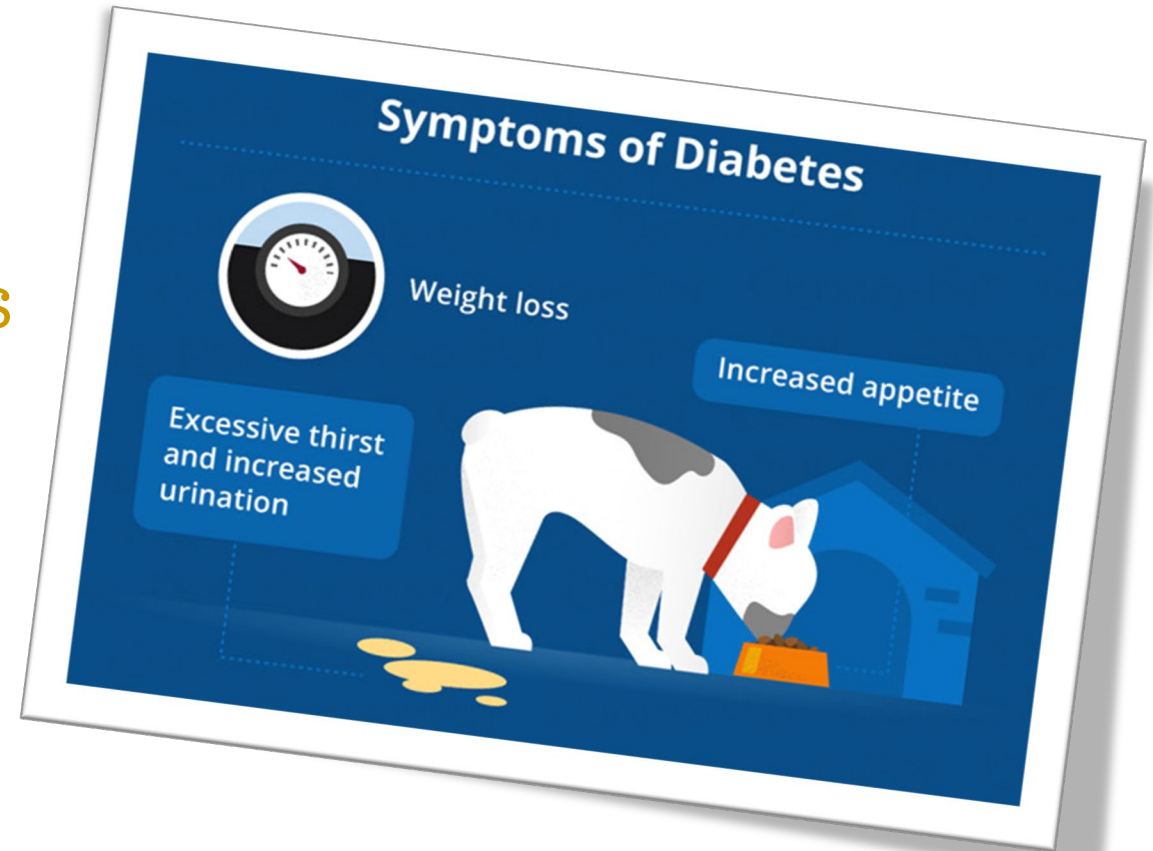 Symptoms of Diabetes
s
Weight loss
Increased appetite
Excessive thirst
and increased
urination